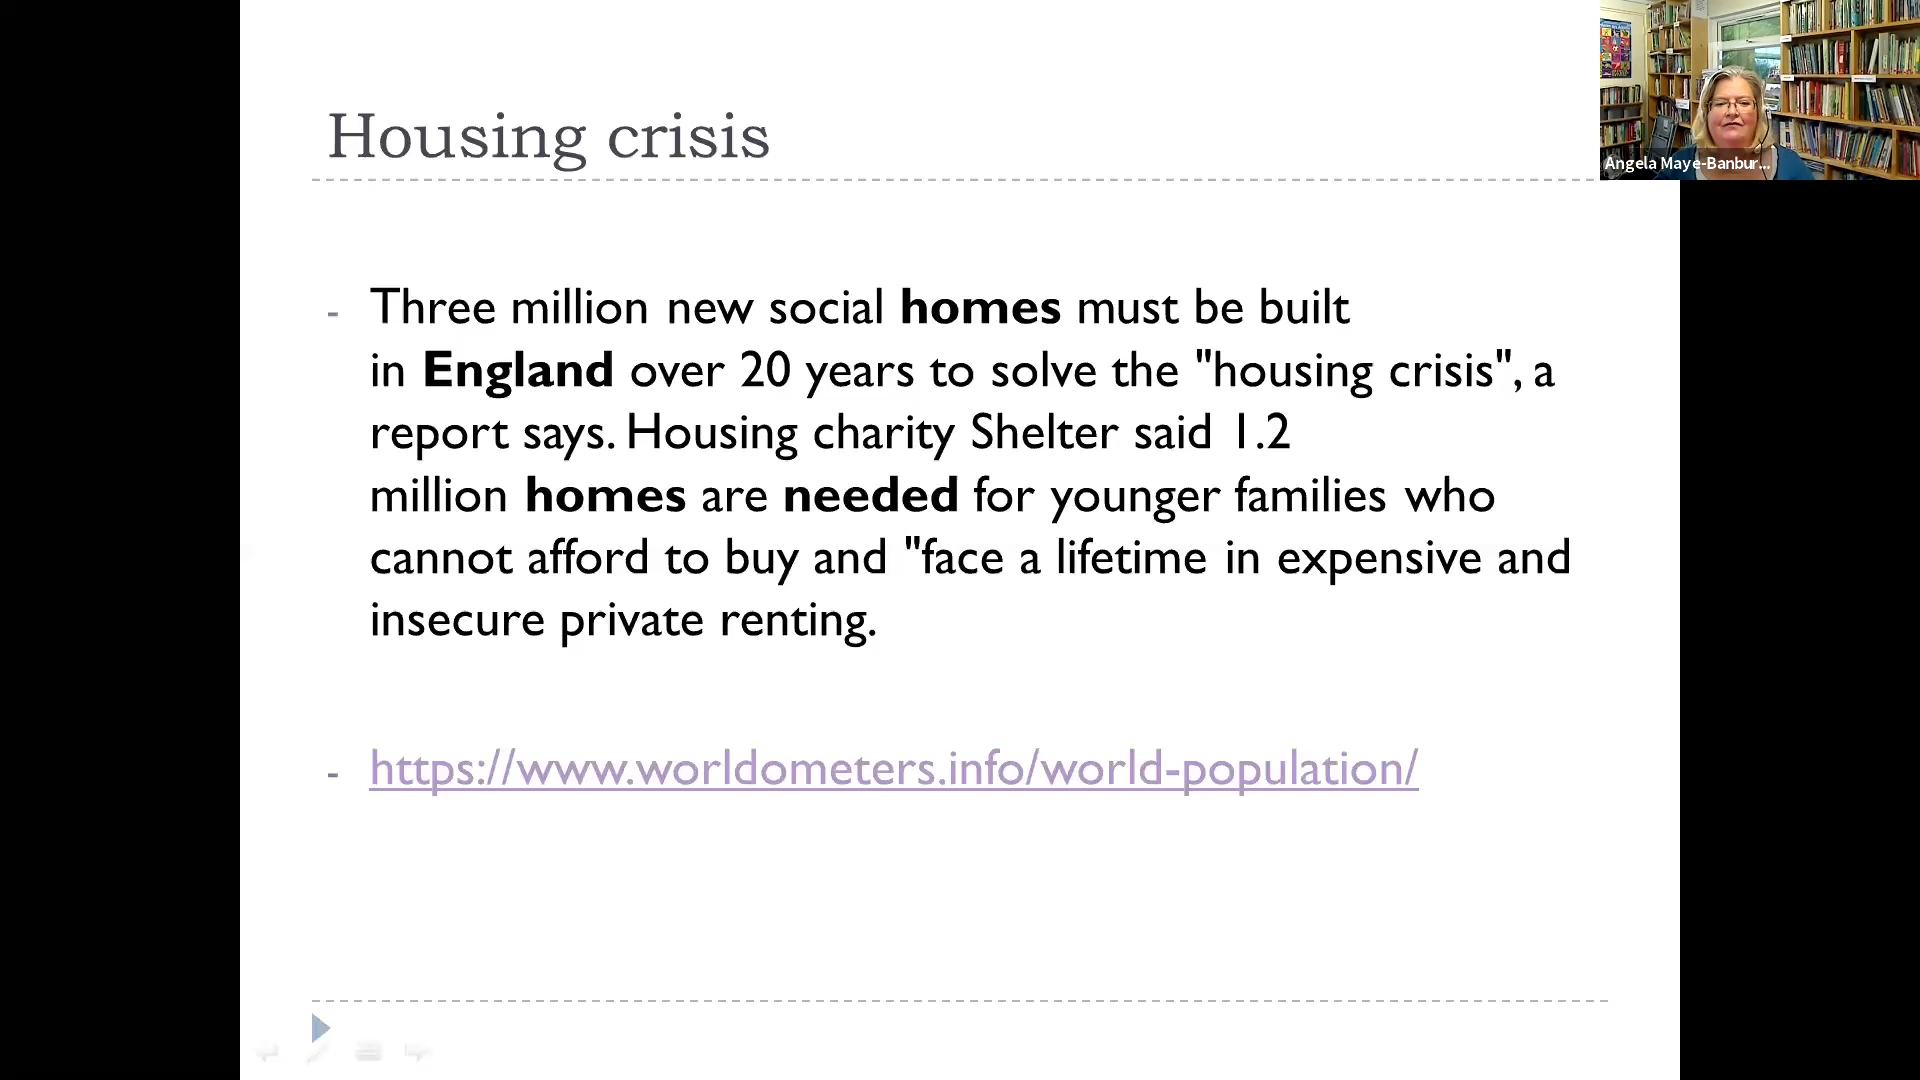 Housing crisis
- Three million new social homes must be built
in England over 20 years to solve the "housing crisis", a
report says. Housing charity Shelter said 1.2
million homes are needed for younger families who
cannot afford to buy and "face a lifetime in expensive and
insecure private renting.
- https://www.worldometers.info/world-population/
Angela Maye-Banbur...